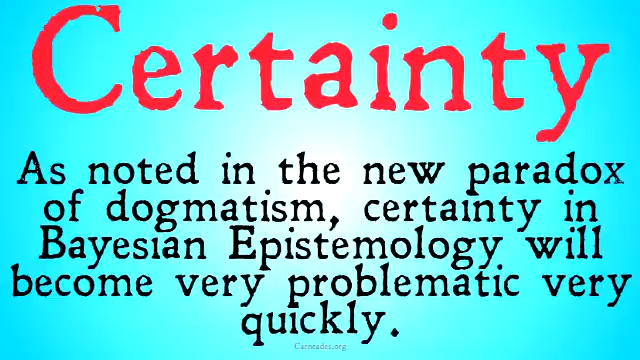 Certainty
As noted in the new paradox
of dogmatism, certainty in
Bayesian Epistemology will
become very problematic very
quickly.
Carneades.org